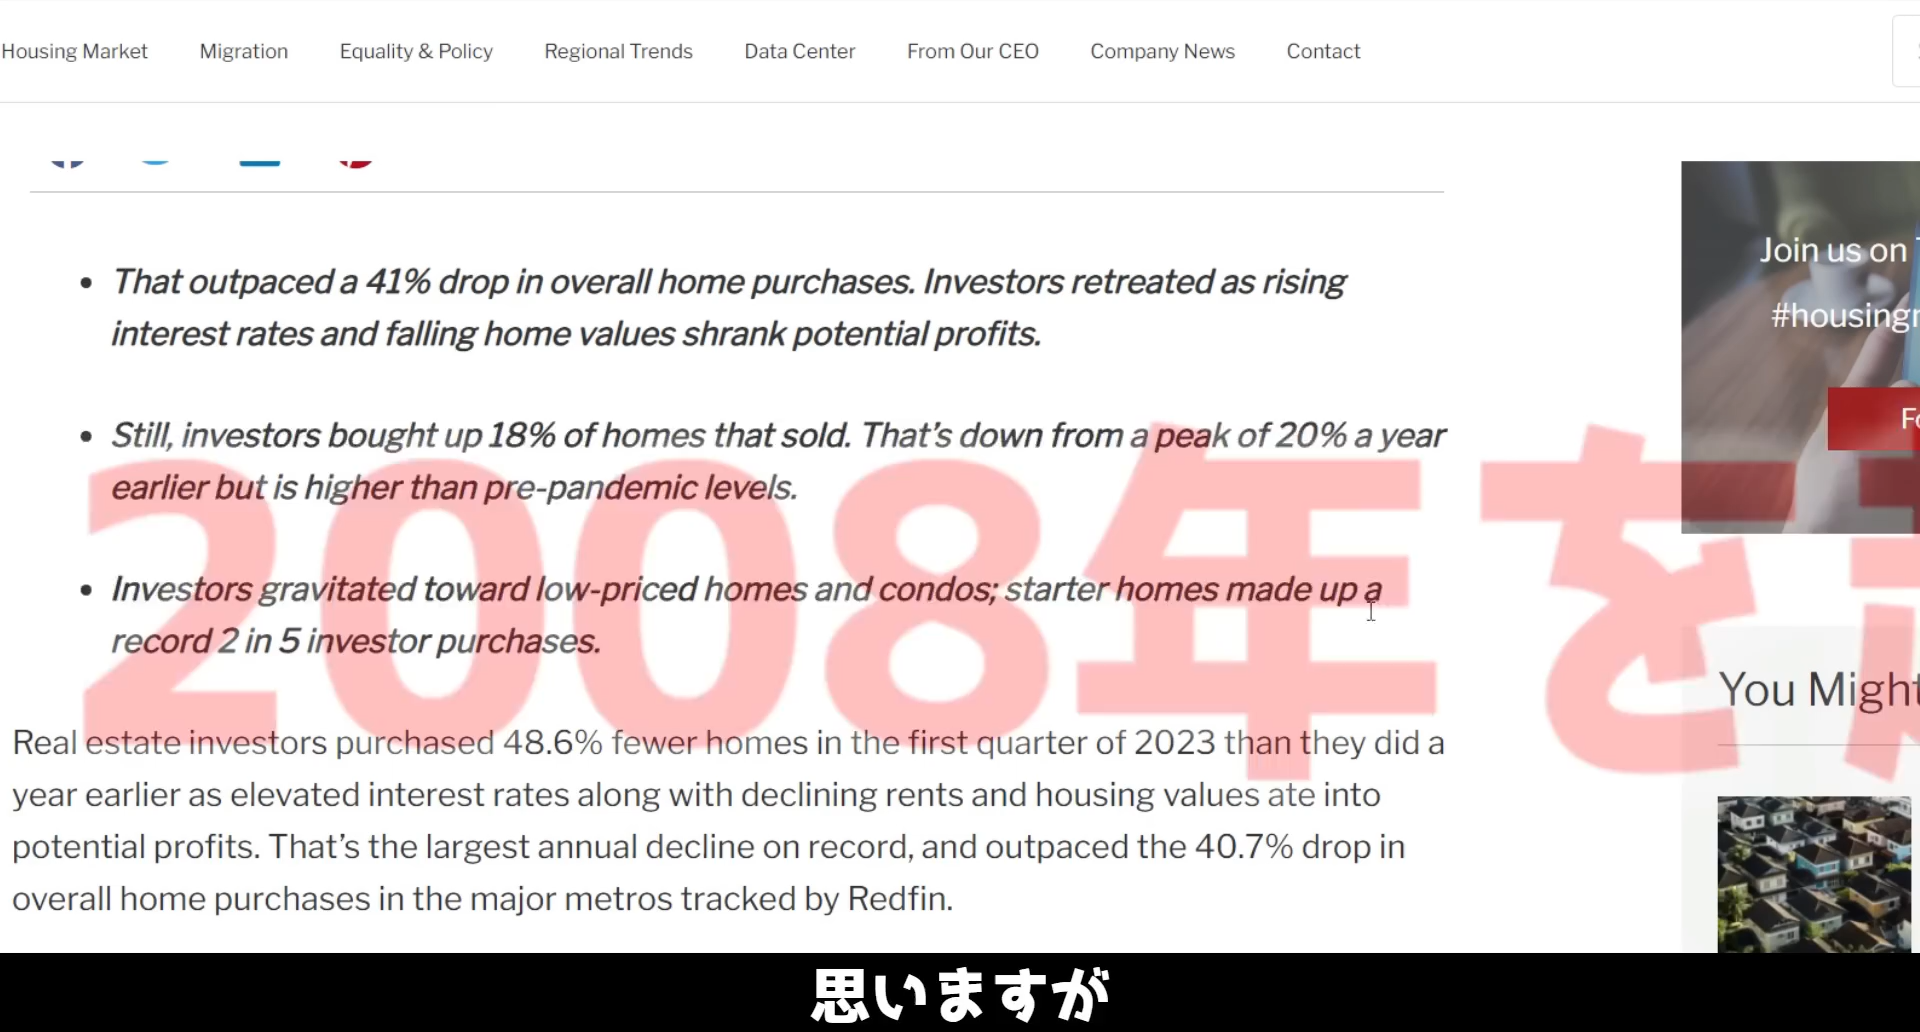 Housing Market Migration Equality & Policy Regional Trends Data Center From Our CEO Company News Contact
That outpaced a 41% drop in overall home purchases. Investors retreated as rising
interest rates and falling home values shrank potential profits.
Still, investors bought up 18% of homes that sold. That’s down from a peak of 20% a year
earlier but is higher than pre-pandemic levels.
Investors gravitated toward low-priced homes and condos; starter homes made up a
record 2 in 5 investor purchases.
Real estate investors purchased 48.6% fewer homes in the first quarter of 2023 than they did a
year earlier as elevated interest rates along with declining rents and housing values ate into
potential profits. That’s the largest annual decline on record, and outpaced the 40.7% drop in
overall home purchases in the major metros tracked by Redfin.
2008年を
Join us on
You Might
思いますが